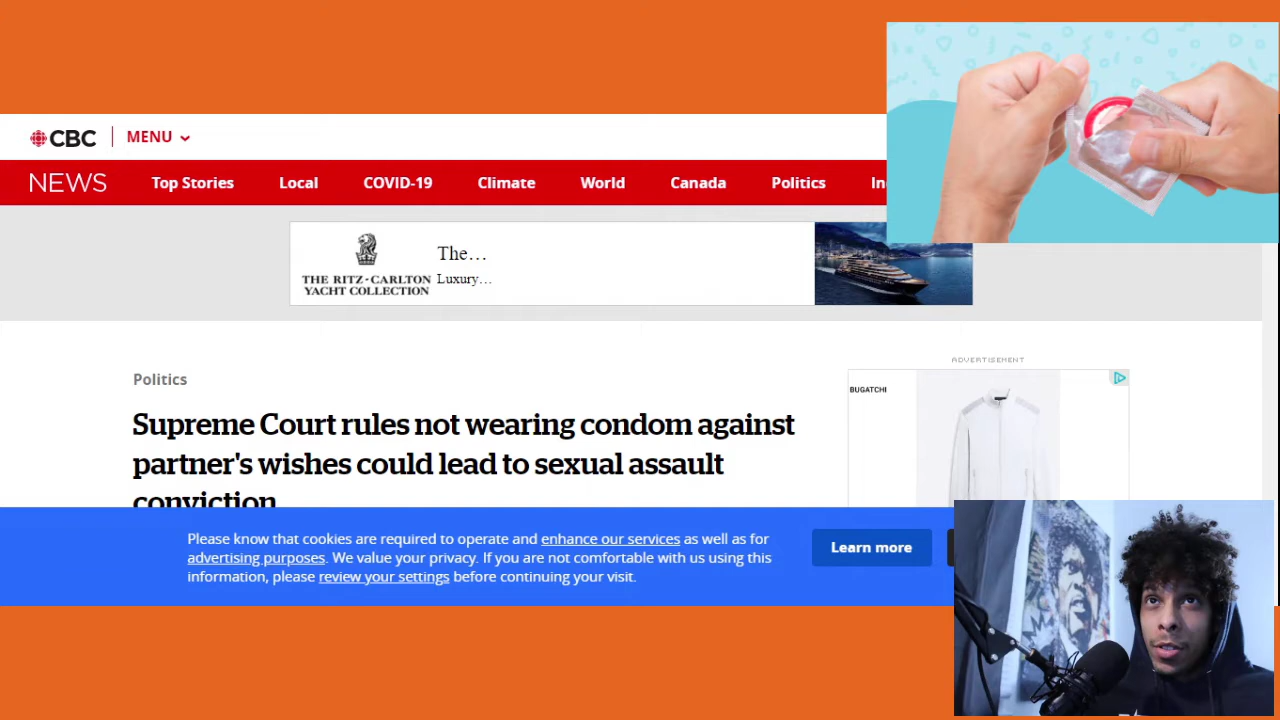 CBC
MENU
NEWS
Top Stories
Local
COVID-19
Climate
World
Canada
Politics
THE RITZ-CARLTON
YACHT COLLECTION
The…
Luxury…
ADVERTISEMENT
BUGATCHI
Politics
Supreme Court rules not wearing condom against
partner's wishes could lead to sexual assault
conviction
Please know that cookies are required to operate and enhance our services as well as for
advertising purposes. We value your privacy. If you are not comfortable with us using this
information, please review your settings before continuing your visit.
Learn more